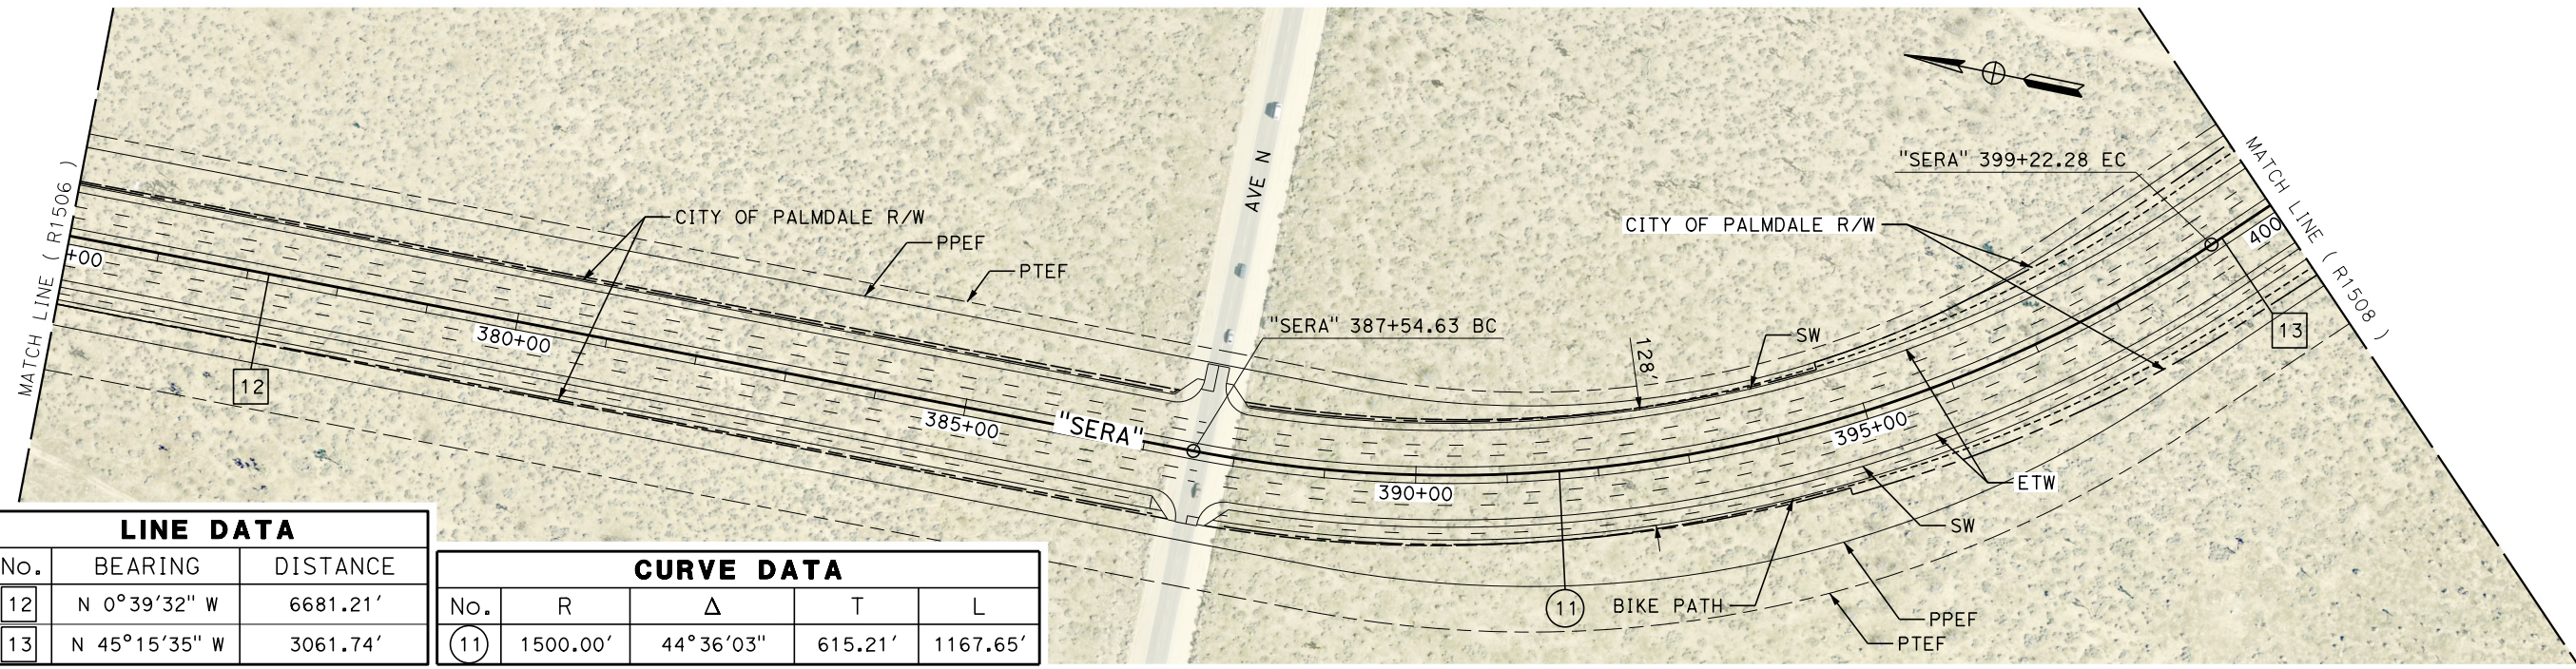 MATCH LINE ( R1506 )
+00
12
380+00
CITY OF PALMDALE R/W
PPEF
PTEF
385+00
"SERA"
AVE N
"SERA" 387+54.63 BC
390+00
128'
SW
CITY OF PALMDALE R/W
"SERA" 399+22.28 EC
395+00
400
13
MATCH LINE ( R1508 )
ETW
SW
11
BIKE PATH
PPEF
PTEF
LINE DATA
No. BEARING DISTANCE
12 N 0°39'32" W 6681.21'
13 N 45°15'35" W 3061.74'
CURVE DATA
No. R Δ T L
11 1500.00' 44°36'03" 615.21' 1167.65'